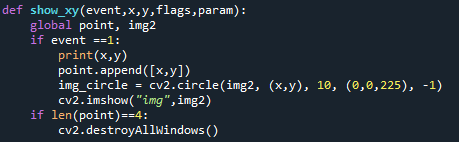 def show_xy(event,x,y,flags,param):
    global point, img2
    if event ==1:
        print(x,y)
        point.append([x,y])
        img_circle = cv2.circle(img2, (x,y), 10, (0,0,225), -1)
        cv2.imshow("img",img2)
    if len(point)==4:
        cv2.destroyAllWindows()